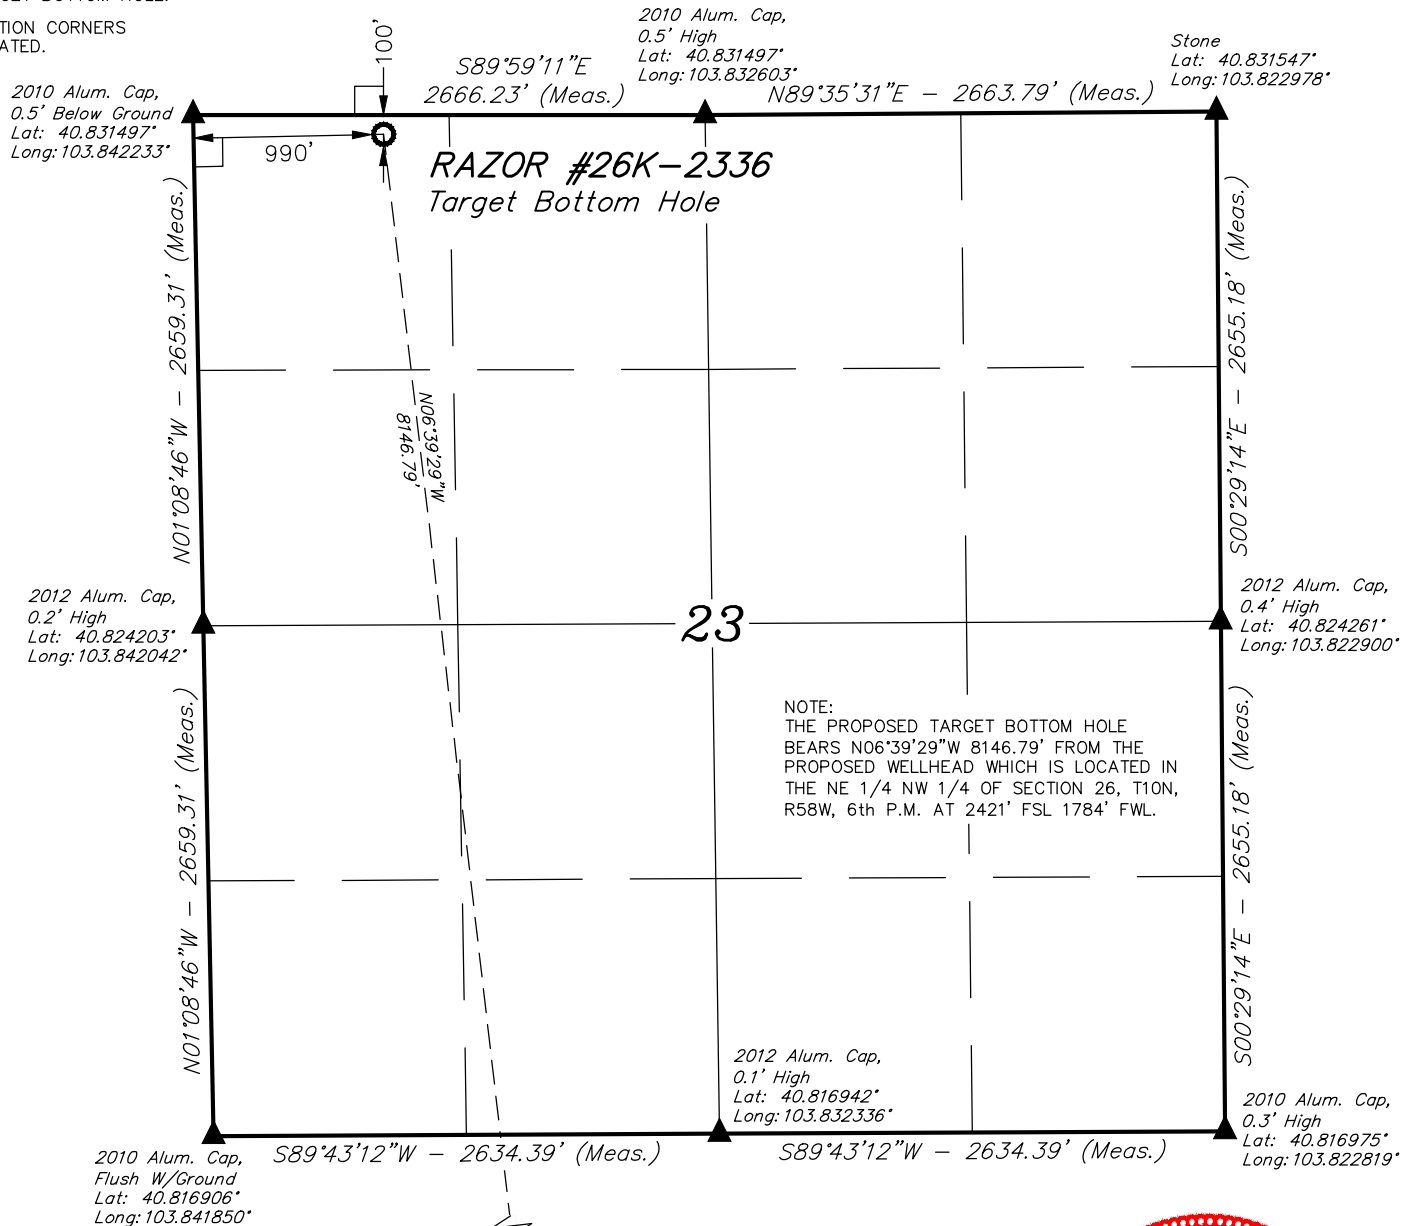 TION CORNERS
ATED.
100'
2010 Alum. Cap,
0.5' High
Lat: 40.831497°
Long: 103.832603°
Stone
Lat: 40.831547°
Long: 103.822978°
S89°59'11"E
2666.23' (Meas.)
N89°35'31"E - 2663.79' (Meas.)
2010 Alum. Cap,
0.5' Below Ground
Lat: 40.831497°
Long: 103.842233°
990'
RAZOR #26K-2336
Target Bottom Hole
N01°08'46"W - 2659.31' (Meas.)
S00°29'14"E - 2655.18' (Meas.)
N06°39'29"W
8146.79'
2012 Alum. Cap,
0.2' High
Lat: 40.824203°
Long: 103.842042°
23
2012 Alum. Cap,
0.4' High
Lat: 40.824261°
Long: 103.822900°
NOTE:
THE PROPOSED TARGET BOTTOM HOLE
BEARS N06°39'29"W 8146.79' FROM THE
PROPOSED WELLHEAD WHICH IS LOCATED IN
THE NE 1/4 NW 1/4 OF SECTION 26, T10N,
R58W, 6th P.M. AT 2421' FSL 1784' FWL.
N01°08'46"W - 2659.31' (Meas.)
S00°29'14"E - 2655.18' (Meas.)
2012 Alum. Cap,
0.1' High
Lat: 40.816942°
Long: 103.832336°
2010 Alum. Cap,
0.3' High
Lat: 40.816975°
Long: 103.822819°
S89°43'12"W - 2634.39' (Meas.)
S89°43'12"W - 2634.39' (Meas.)
2010 Alum. Cap,
Flush W/Ground
Lat: 40.816906°
Long: 103.841850°